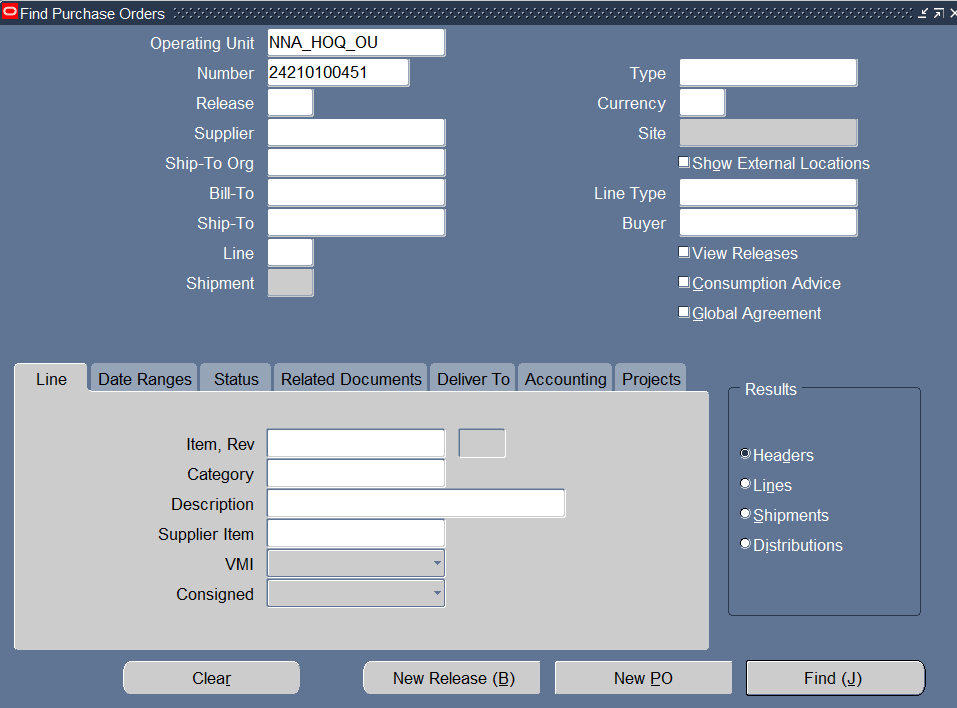 Find Purchase Orders
Operating Unit NNA_HOQ_OU
Number 24210100451 Type
Release Currency
Supplier Site
Ship-To Org Show External Locations
Bill-To Line Type
Ship-To Buyer
Line View Releases
Shipment Consumption Advice
Global Agreement
Line Date Ranges Status Related Documents Deliver To Accounting Projects
Results
Item, Rev
Headers
Category
Lines
Description
Shipments
Supplier Item
Distributions
VMI
Consigned
Clear New Release (B) New PO Find (J)